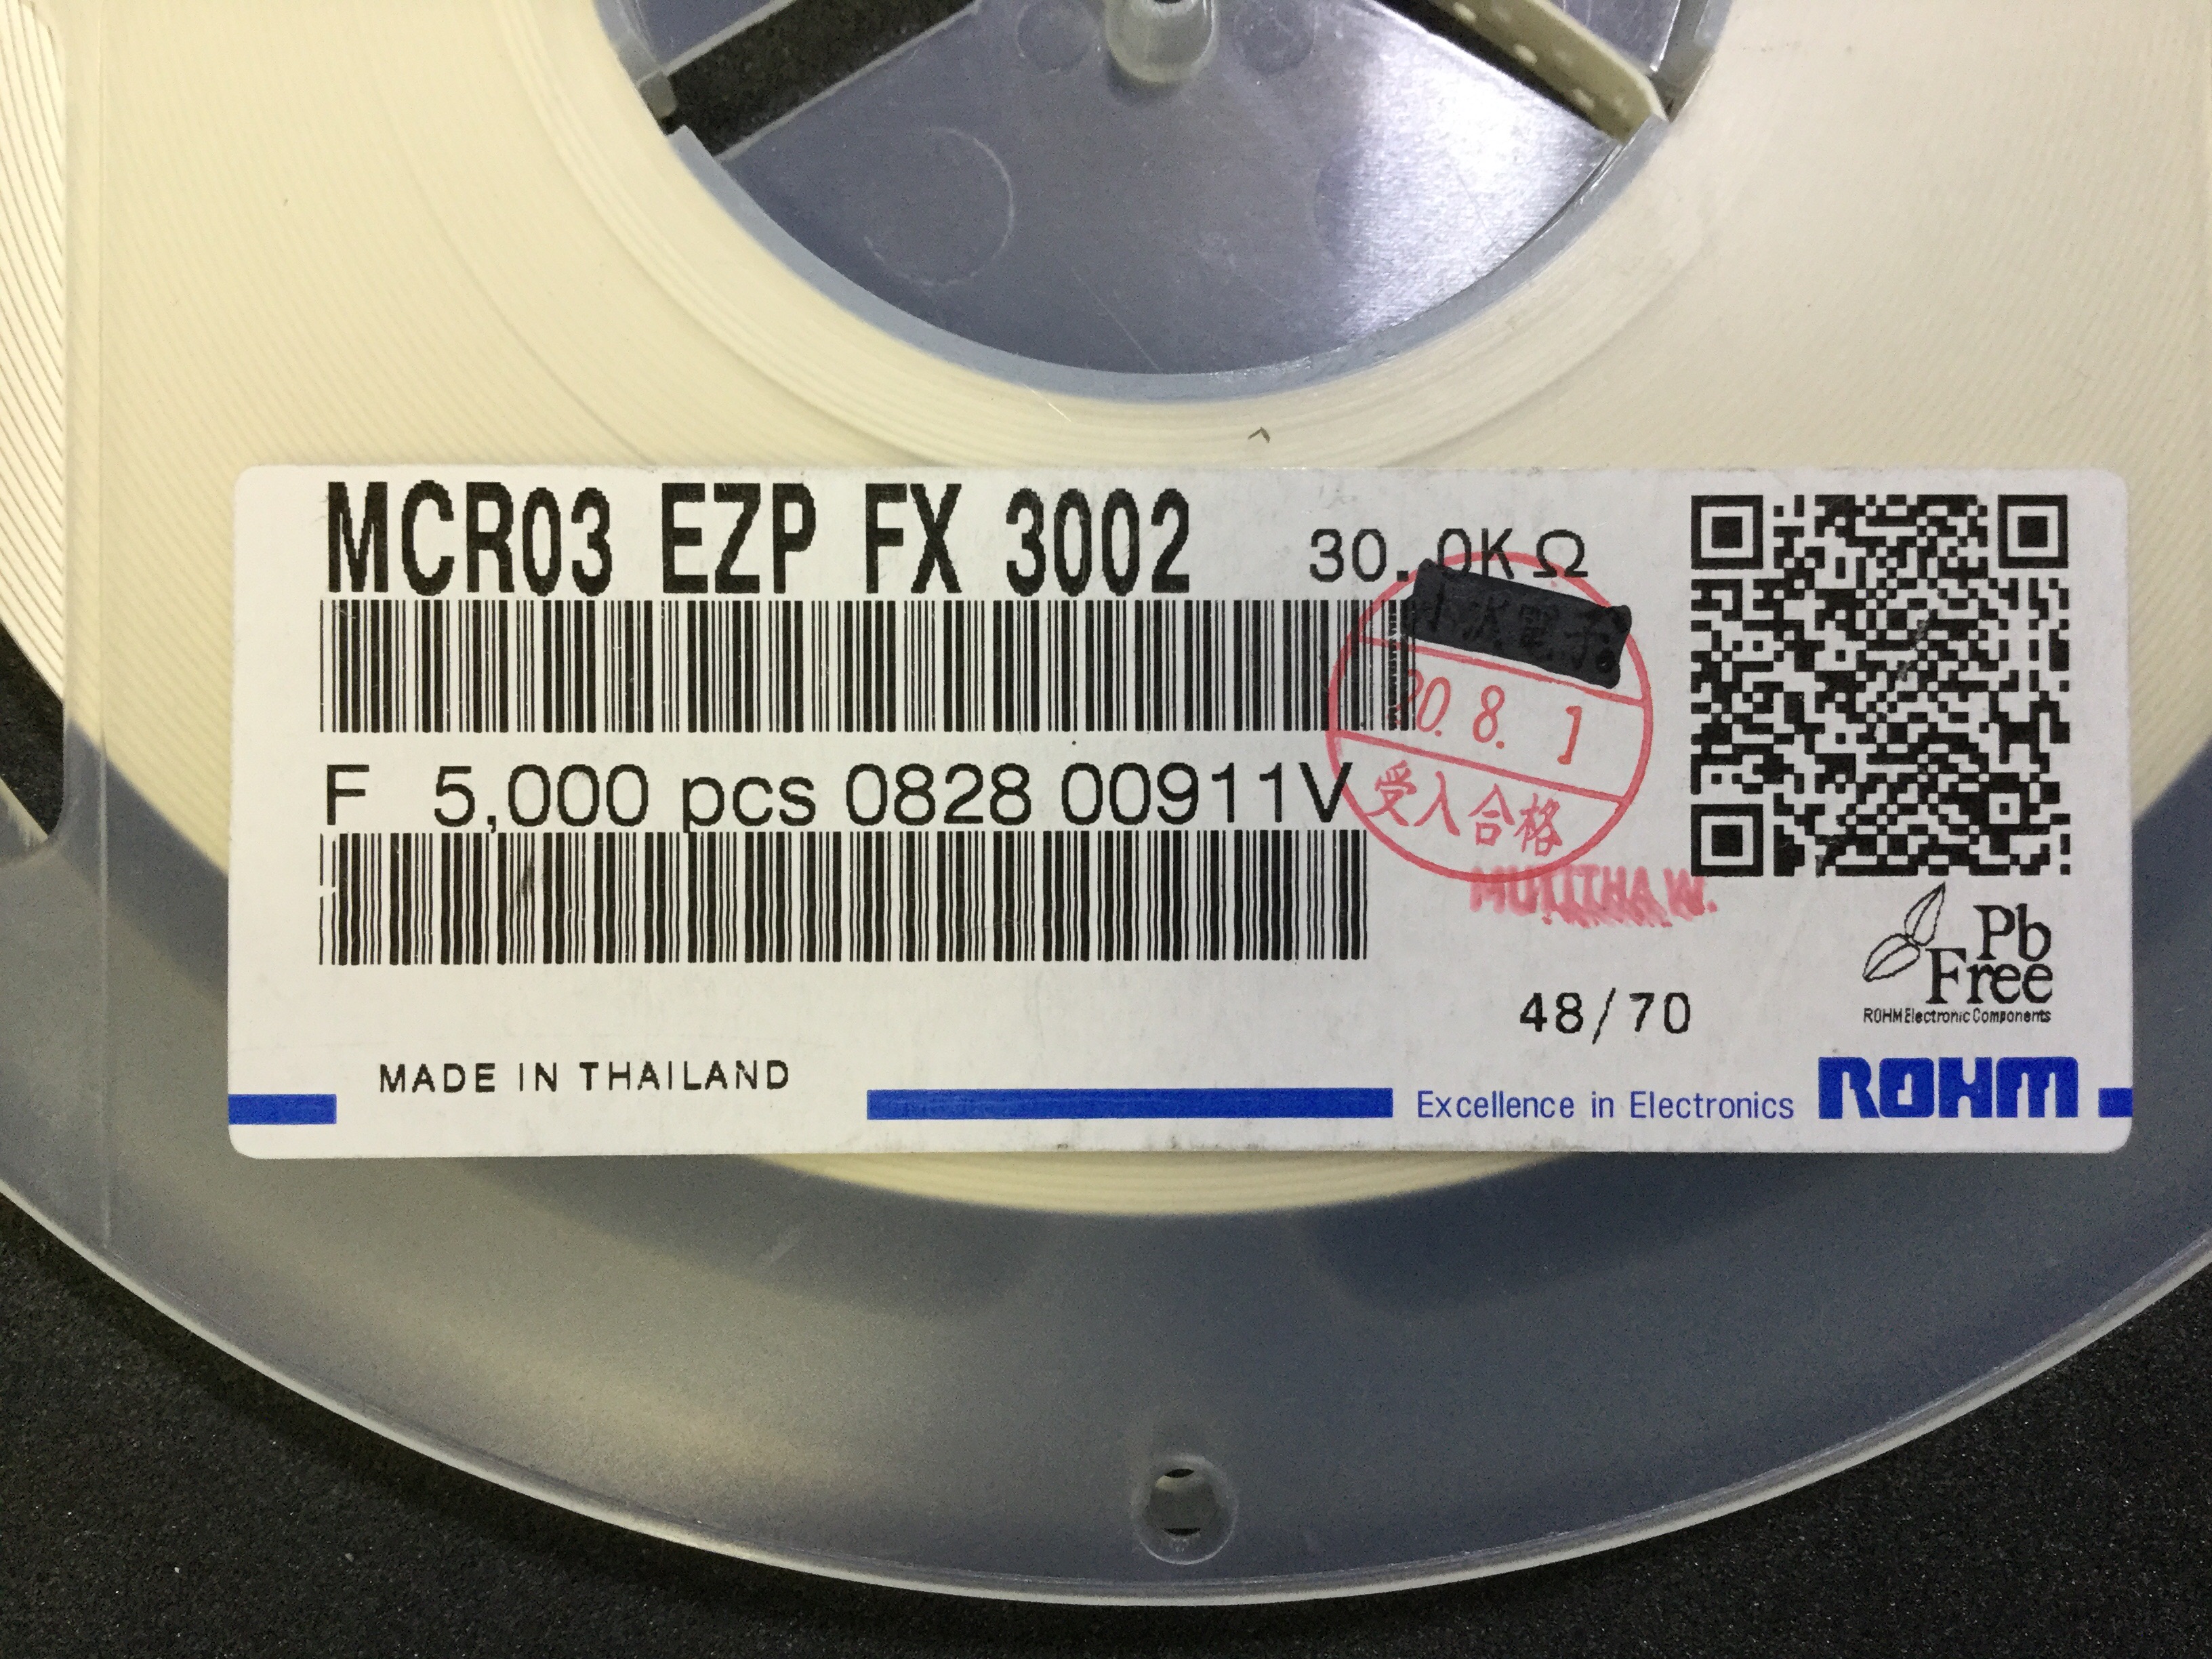 MCR03 EZP FX 3002 30.0KΩ
20. 8. 1
F 5,000 pcs 0828 00911V
受入合格
Pb
Free
ROHM Electronic Components
48/70
MADE IN THAILAND
Excellence in Electronics ROHM